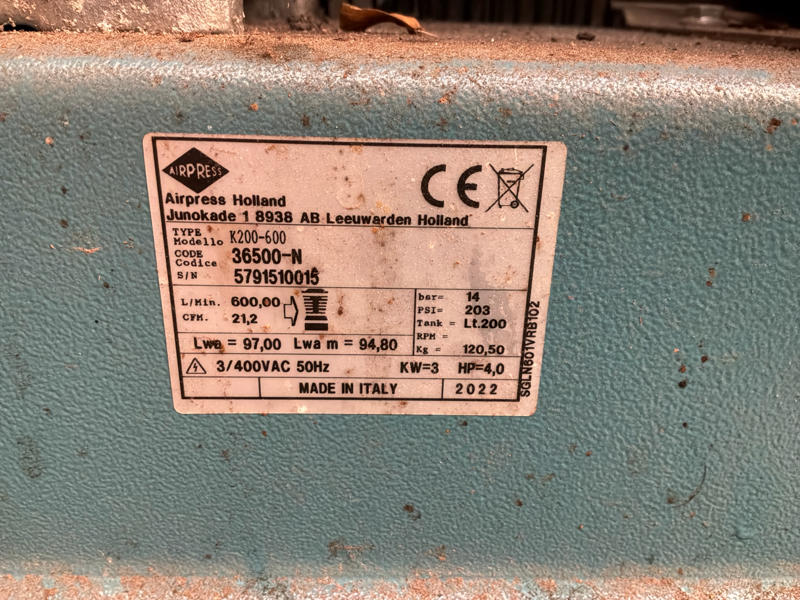 AIRPRESS
CE
Airpress Holland
Junokade 1 8938 AB Leeuwarden Holland
TYPE
Modello K200-600
CODE
Codice 36500-N
S/N 5791510015
L/Min. 600,00
CFM. 21,2
bar= 14
PSI= 203
Tank = Lt.200
RPM =
Kg = 120,50
Lwa = 97,00 Lwa m = 94,80
3/400VAC 50Hz KW=3 HP=4,0
MADE IN ITALY 2022
SGLN601VRB102